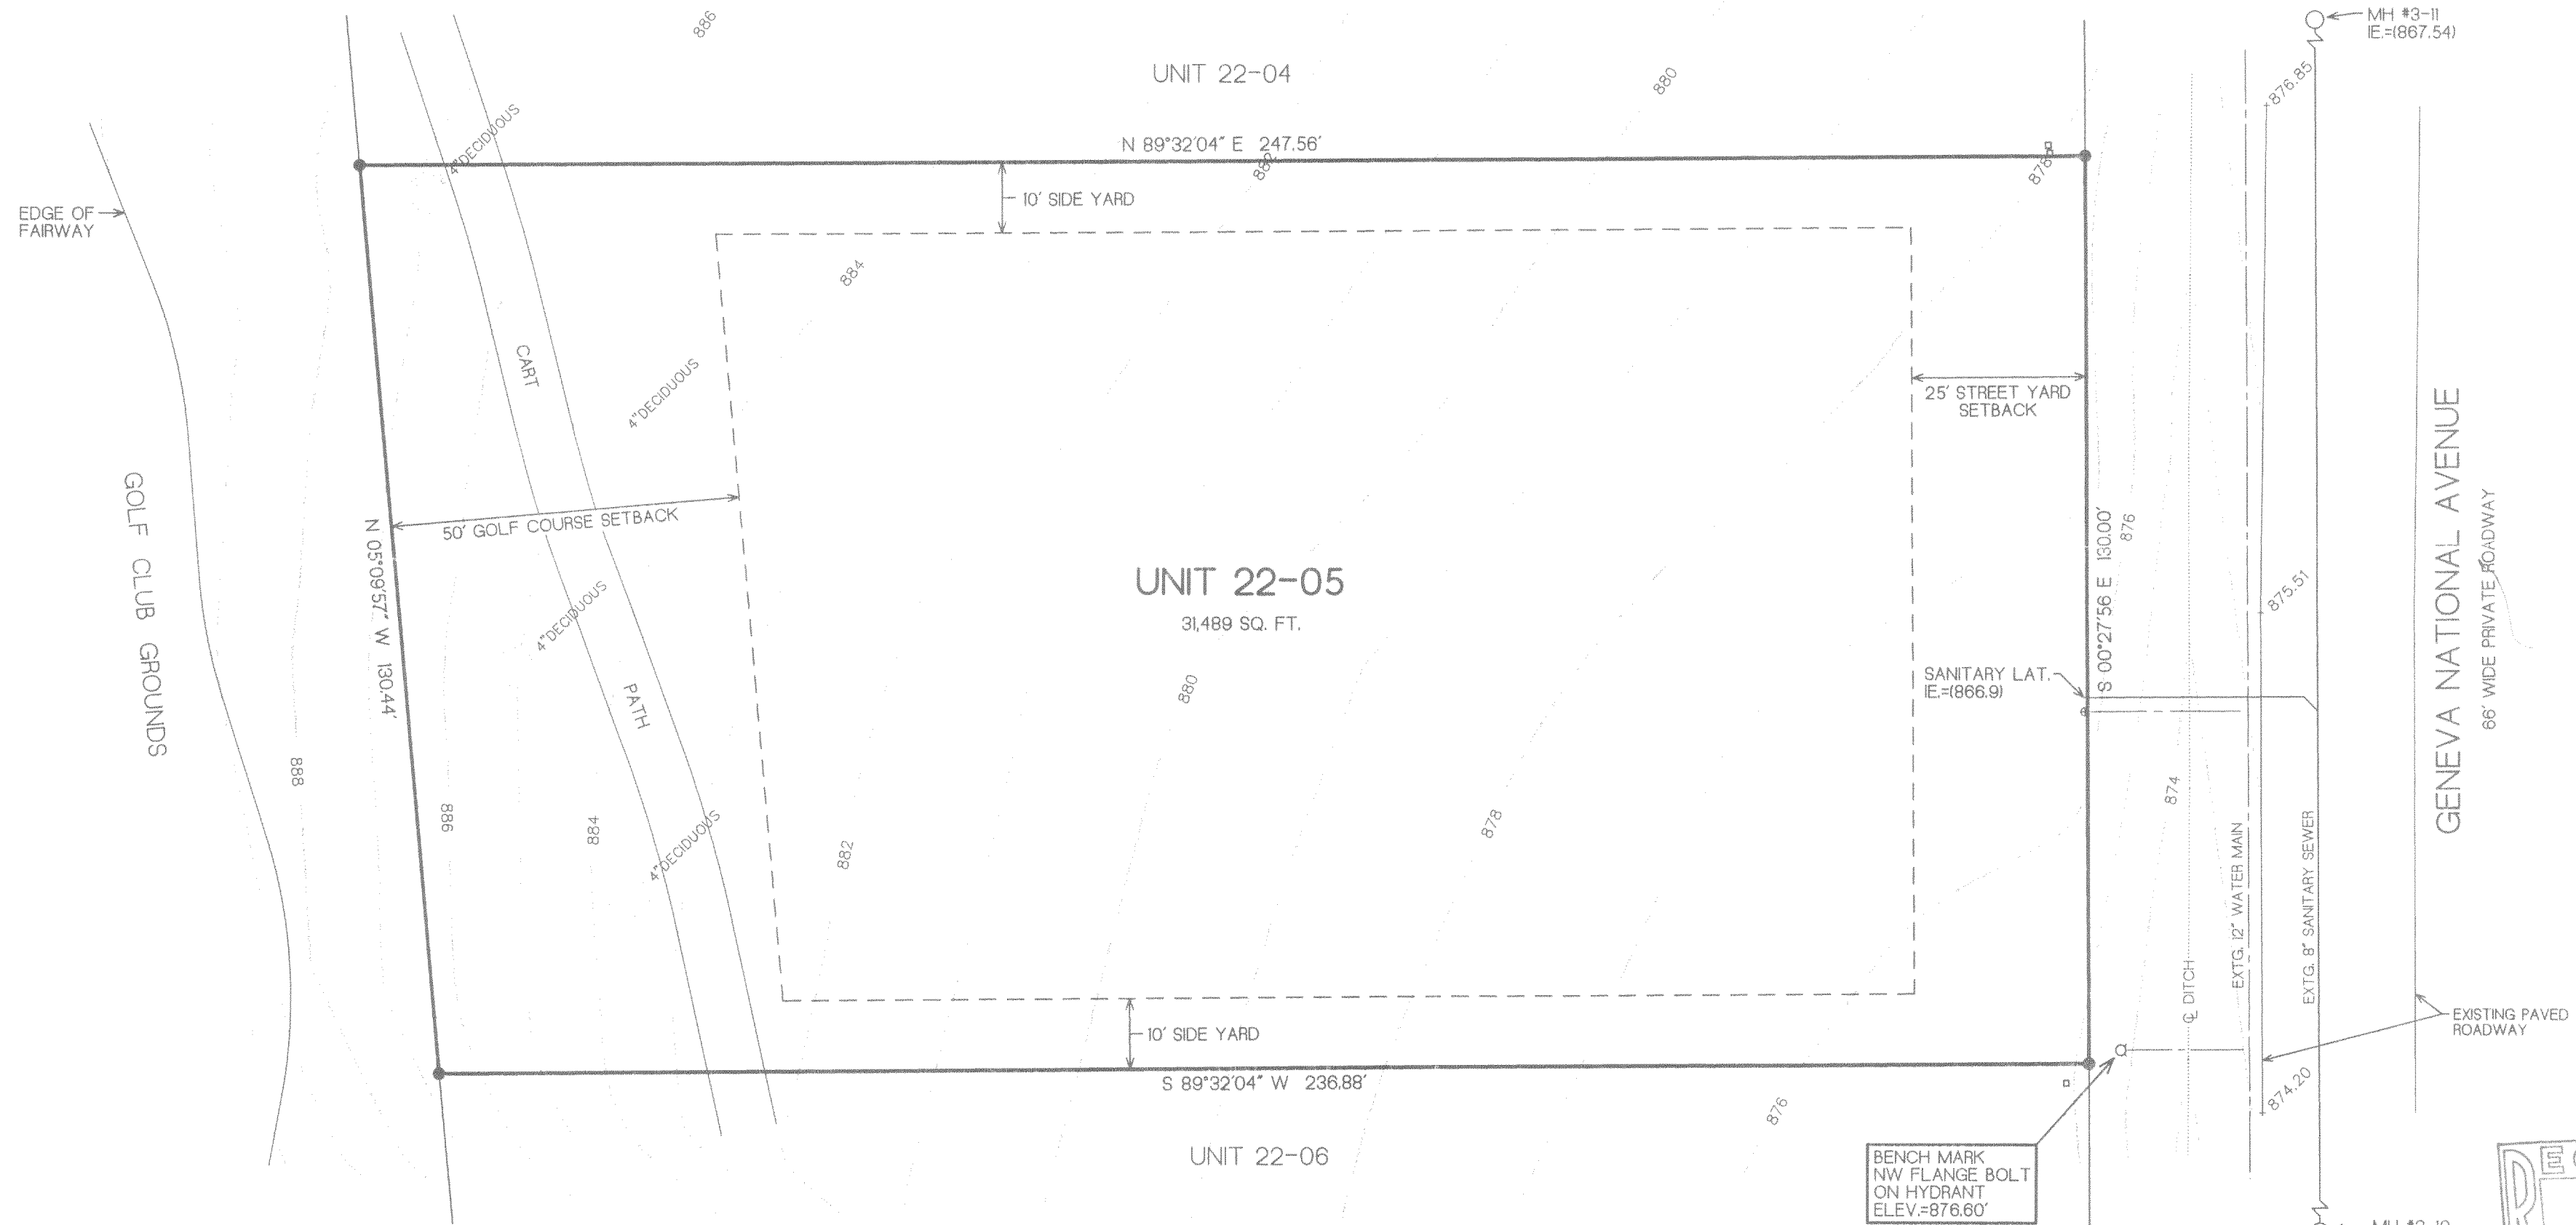 MH #3-11
IE.=(867.54)
886
UNIT 22-04
880
876.85
4"DECIDUOUS
N 89°32'04" E 247.56'
882
878
10' SIDE YARD
EDGE OF
FAIRWAY
884
CART
4"DECIDUOUS
25' STREET YARD
SETBACK
50' GOLF COURSE SETBACK
GOLF CLUB GROUNDS
N 05°09'57" W 130.44'
UNIT 22-05
31,489 SQ. FT.
S 00°27'56" E 130.00'
876
875.51
GENEVA NATIONAL AVENUE
66' WIDE PRIVATE ROADWAY
4"DECIDUOUS
PATH
880
SANITARY LAT.
IE.=(866.9)
888
886
884
4"DECIDUOUS
882
878
874
EXTG. 12" WATER MAIN
EXTG. 8" SANITARY SEWER
℄ DITCH
10' SIDE YARD
EXISTING PAVED
ROADWAY
S 89°32'04" W 236.88'
874.20
876
UNIT 22-06
BENCH MARK
NW FLANGE BOLT
ON HYDRANT
ELEV.=876.60'